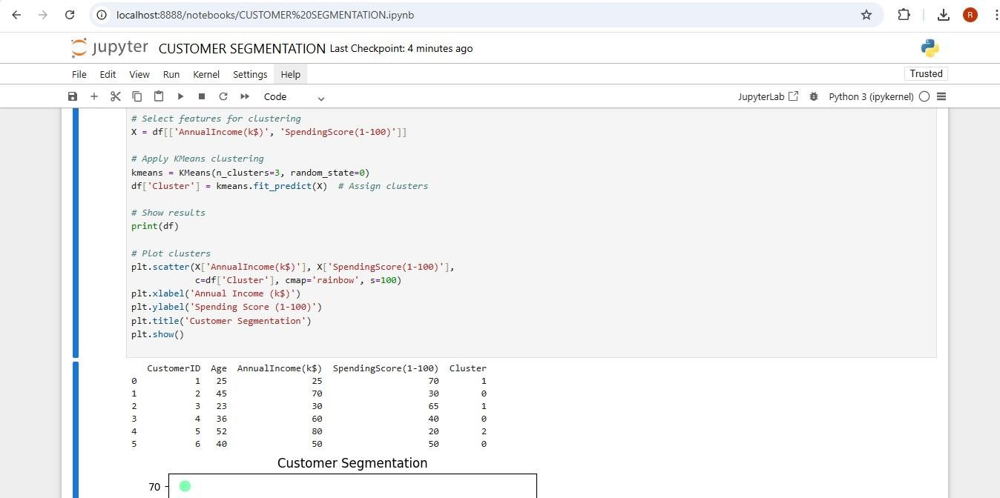 localhost:8888/notebooks/CUSTOMER%20SEGMENTATION.ipynb
R
jupyter CUSTOMER SEGMENTATION Last Checkpoint: 4 minutes ago
File Edit View Run Kernel Settings Help
Trusted
Code
JupyterLab
Python 3 (ipykernel)
# Select features for clustering
X = df[['AnnualIncome(k$)', 'SpendingScore(1-100)']]
# Apply KMeans clustering
kmeans = KMeans(n_clusters=3, random_state=0)
df['Cluster'] = kmeans.fit_predict(X)  # Assign clusters
# Show results
print(df)
# Plot clusters
plt.scatter(X['AnnualIncome(k$)'], X['SpendingScore(1-100)'],
            c=df['Cluster'], cmap='rainbow', s=100)
plt.xlabel('Annual Income (k$)')
plt.ylabel('Spending Score (1-100)')
plt.title('Customer Segmentation')
plt.show()
   CustomerID  Age  AnnualIncome(k$)  SpendingScore(1-100)  Cluster
0           1   25                25                    70        1
1           2   45                70                    30        0
2           3   23                30                    65        1
3           4   36                60                    40        0
4           5   52                80                    20        2
5           6   40                50                    50        0
Customer Segmentation
70